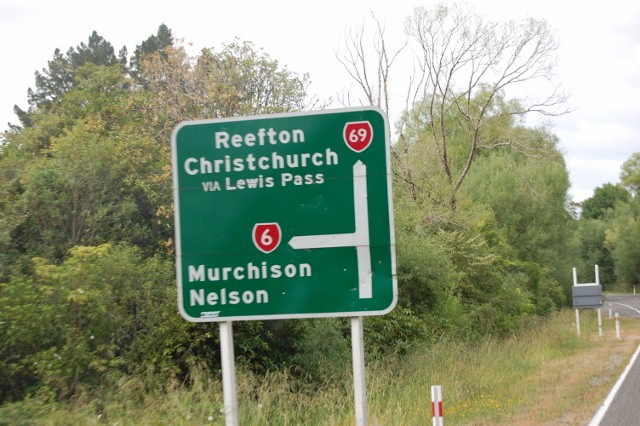 Reefton
69
Christchurch
VIA Lewis Pass
6
Murchison
Nelson